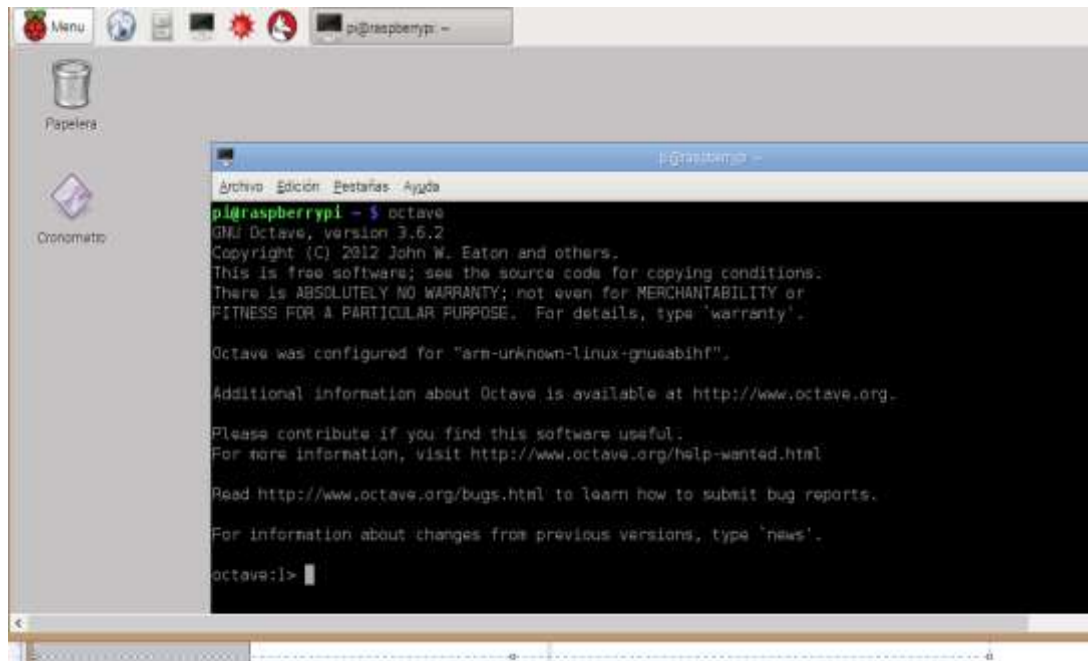 Menu
pi@raspberrypi: ~
Papelera
Cronometro
pi@raspberrypi: ~
Archivo Edición Pestañas Ayuda
pi@raspberrypi ~ $ octave
GNU Octave, version 3.6.2
Copyright (C) 2012 John W. Eaton and others.
This is free software; see the source code for copying conditions.
There is ABSOLUTELY NO WARRANTY; not even for MERCHANTABILITY or
FITNESS FOR A PARTICULAR PURPOSE.  For details, type `warranty'.
Octave was configured for "arm-unknown-linux-gnueabihf".
Additional information about Octave is available at http://www.octave.org.
Please contribute if you find this software useful.
For more information, visit http://www.octave.org/help-wanted.html
Read http://www.octave.org/bugs.html to learn how to submit bug reports.
For information about changes from previous versions, type `news'.
octave:1>